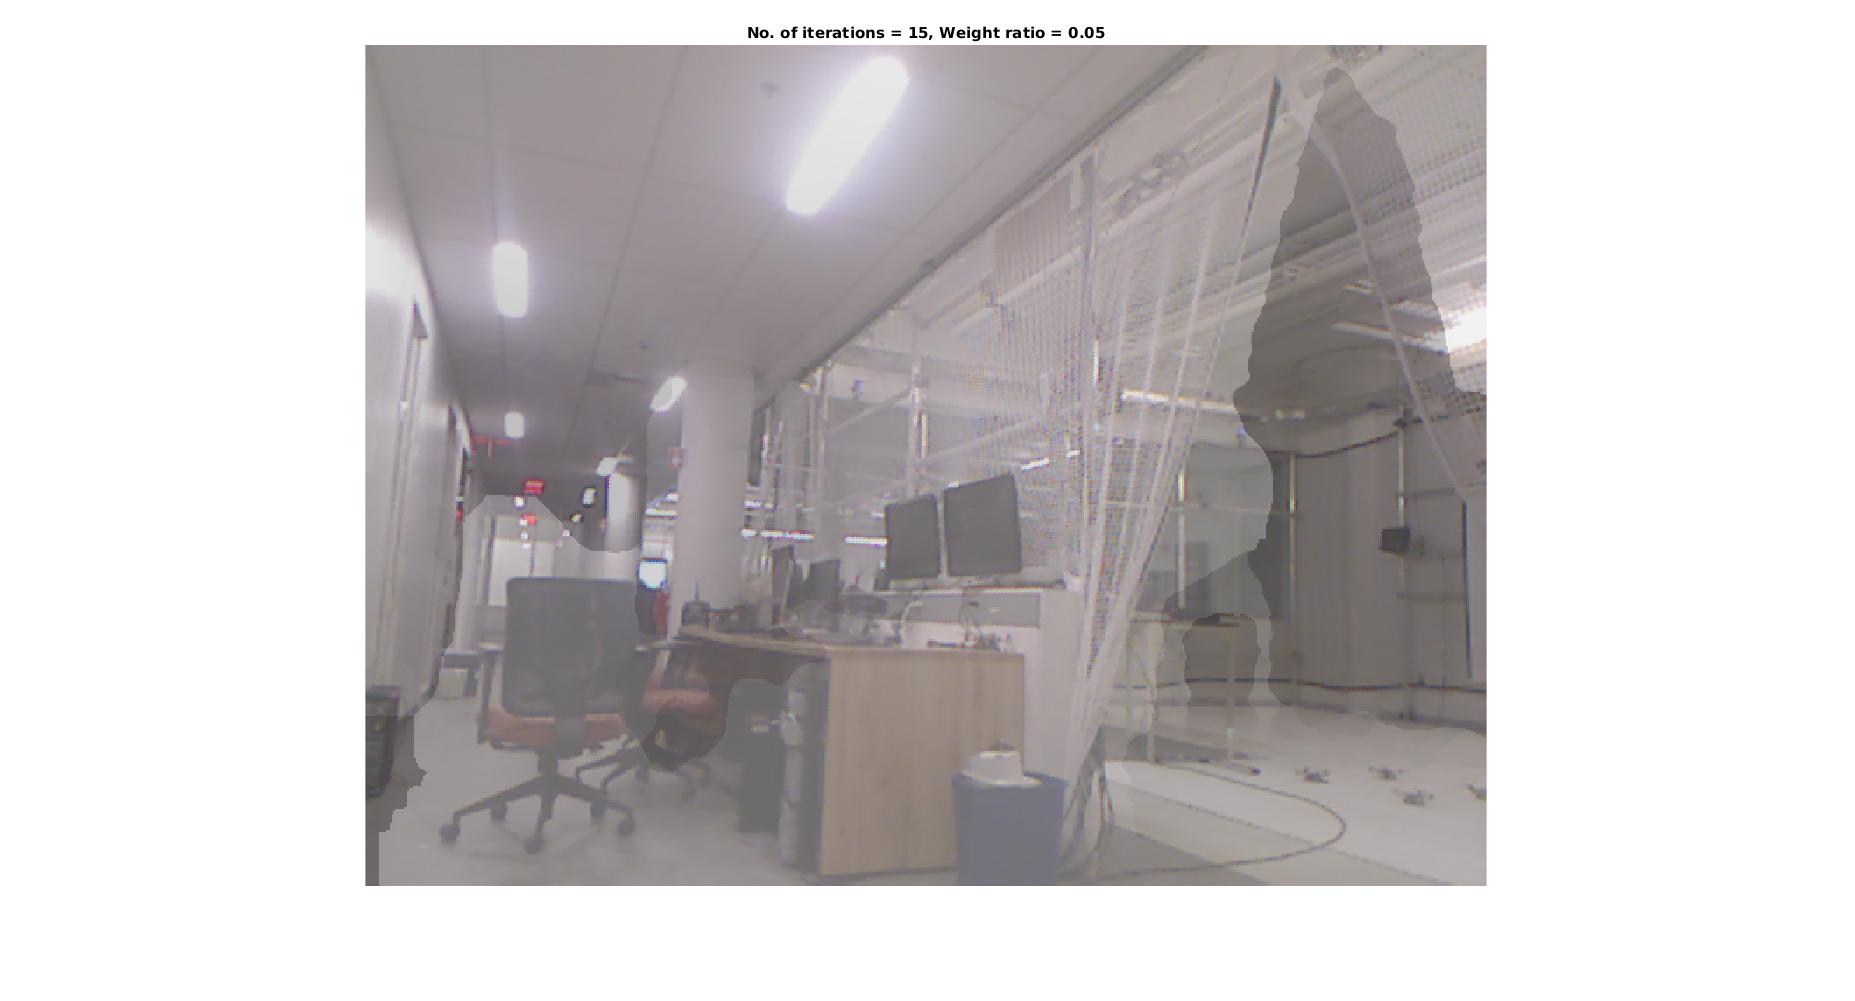 No. of iterations = 15, Weight ratio = 0.05